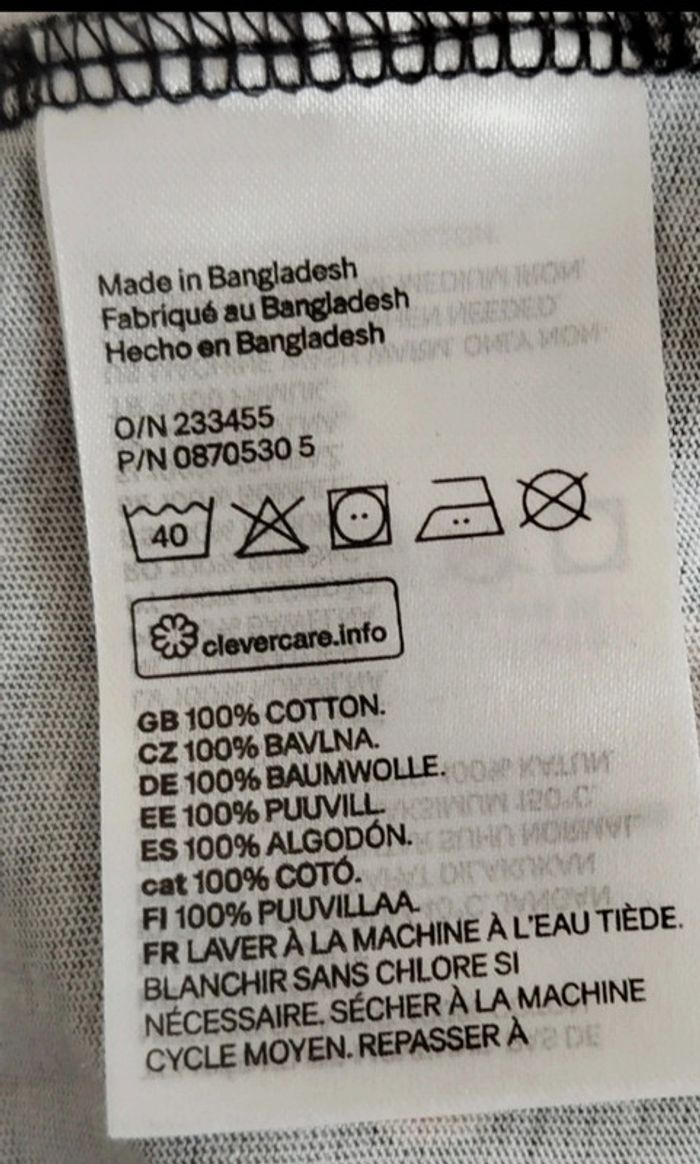 Made in Bangladesh
Fabriqué au Bangladesh
Hecho en Bangladesh
O/N 233455
P/N 0870530 5
40
clevercare.info
GB 100% COTTON.
CZ 100% BAVLNA.
DE 100% BAUMWOLLE.
EE 100% PUUVILL.
ES 100% ALGODÓN.
cat 100% COTÓ.
FI 100% PUUVILLAA.
FR LAVER À LA MACHINE À L'EAU TIÈDE.
BLANCHIR SANS CHLORE SI
NÉCESSAIRE. SÉCHER À LA MACHINE
CYCLE MOYEN. REPASSER À